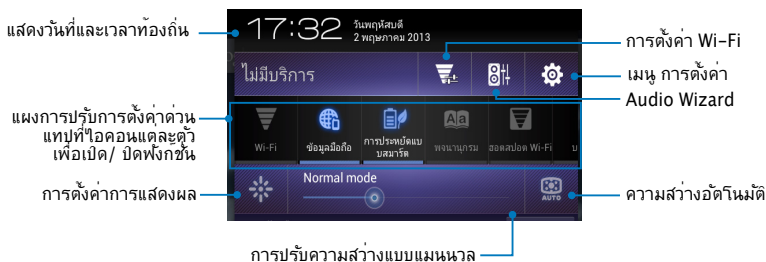 แสดงวันที่และเวลาท้องถิ่น
17:32
วันพฤหัสบดี
2 พฤษภาคม 2013
การตั้งค่า Wi-Fi
ไม่มีบริการ
เมนู การตั้งค่า
Audio Wizard
แผงการปรับการตั้งค่าด่วน
แทปที่ไอคอนแต่ละตัว
เพื่อเปิด/ ปิดฟังก์ชั่น
Wi-Fi
ข้อมูลมือถือ
การประหยัดแบ
บสมาร์ต
Aa
พจนานุกรม
ฮอตสปอต Wi-Fi
บ
การตั้งค่าการแสดงผล
Normal mode
AUTO
ความสว่างอัตโนมัติ
การปรับความสว่างแบบแมนนวล